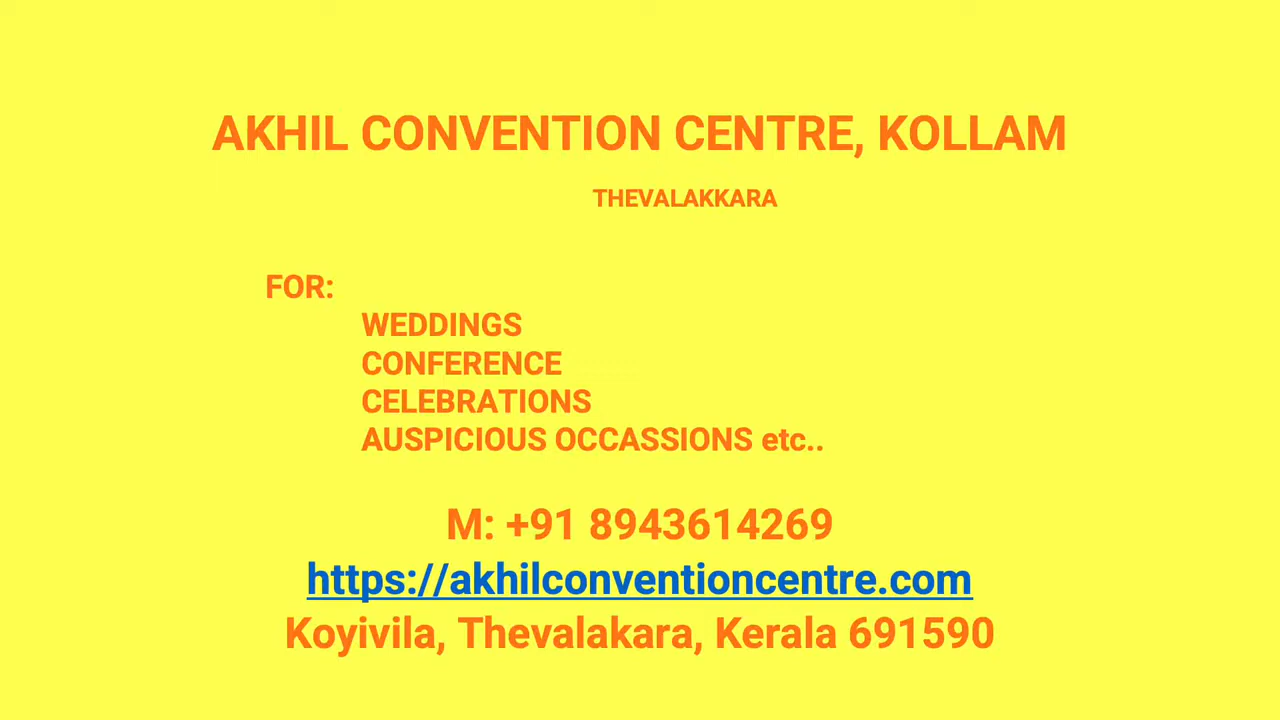 AKHIL CONVENTION CENTRE, KOLLAM
THEVALAKKARA
FOR:
WEDDINGS
CONFERENCE
CELEBRATIONS
AUSPICIOUS OCCASSIONS etc..
M: +91 8943614269
https://akhilconventioncentre.com
Koyivila, Thevalakara, Kerala 691590